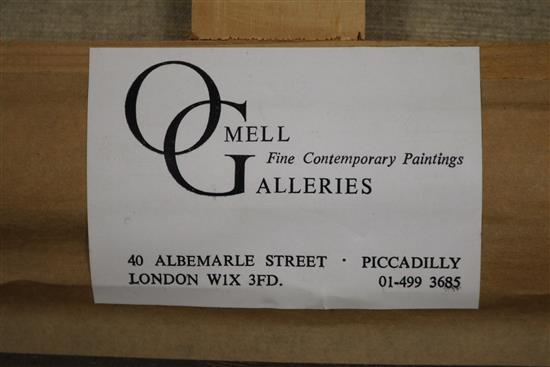 OMELL
Fine Contemporary Paintings
GALLERIES
40 ALBEMARLE STREET · PICCADILLY
LONDON W1X 3FD. 01-499 3685